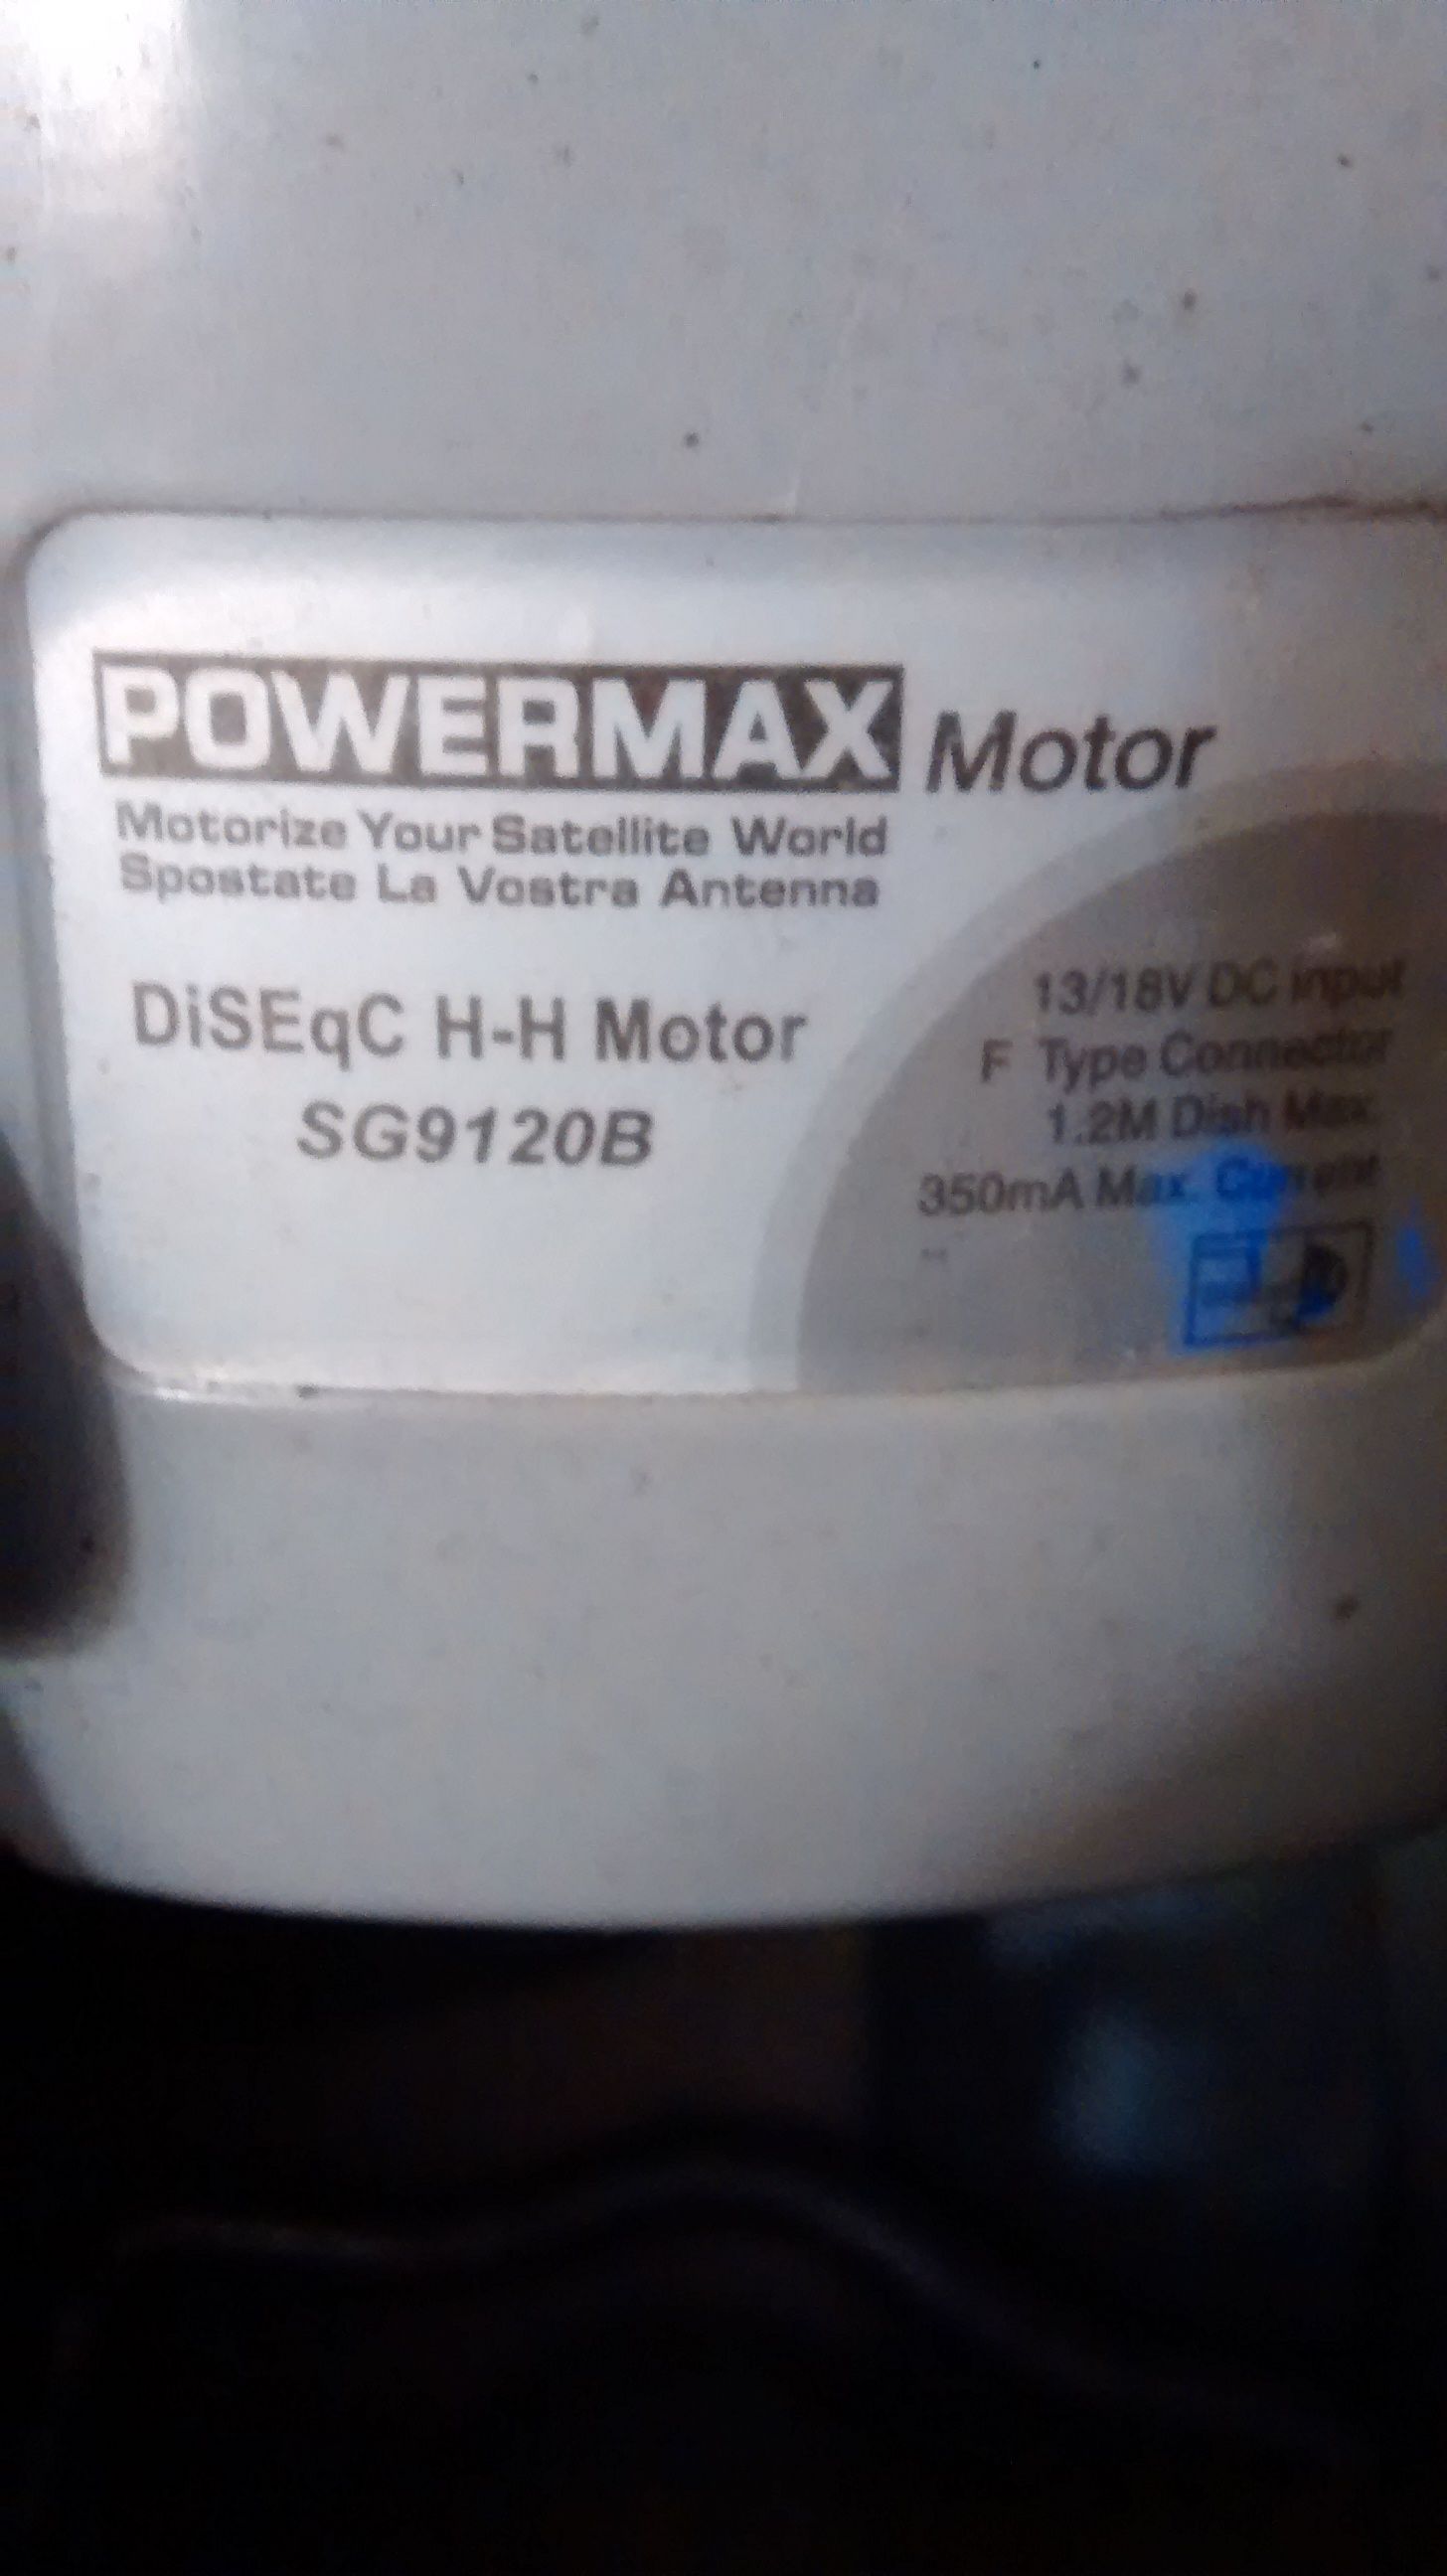 POWERMAX Motor
Motorize Your Satellite World
Spostate La Vostra Antenna
DiSEqC H-H Motor
SG9120B
13/18V DC input
F Type Connector
1.2M Dish Max.
350mA Max. Current